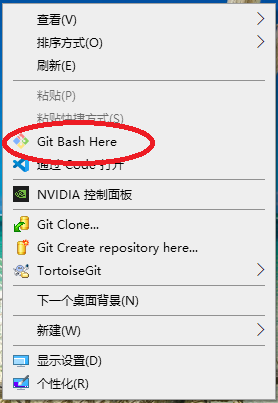 查看(V)
排序方式(O)
刷新(E)
粘贴(P)
粘贴快捷方式(S)
Git Bash Here
通过 Code 打开
NVIDIA 控制面板
Git Clone...
Git Create repository here...
TortoiseGit
下一个桌面背景(N)
新建(W)
显示设置(D)
个性化(R)